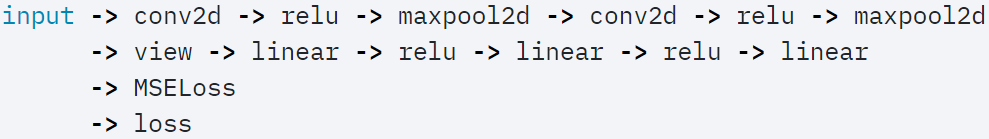 input -> conv2d -> relu -> maxpool2d -> conv2d -> relu -> maxpool2d
-> view -> linear -> relu -> linear -> relu -> linear
-> MSELoss
-> loss